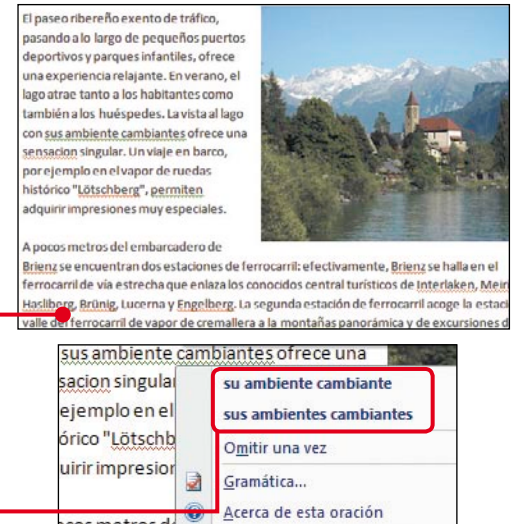 El paseo ribereño exento de tráfico,
pasando a lo largo de pequeños puertos
deportivos y parques infantiles, ofrece
una experiencia relajante. En verano, el
lago atrae tanto a los habitantes como
también a los huéspedes. La vista al lago
con sus ambiente cambiantes ofrece una
sensacion singular. Un viaje en barco,
por ejemplo en el vapor de ruedas
histórico "Lötschberg", permiten
adquirir impresiones muy especiales.
A pocos metros del embarcadero de
Brienz se encuentran dos estaciones de ferrocarril: efectivamente, Brienz se halla en el
ferrocarril de vía estrecha que enlaza los conocidos central turísticos de Interlaken, Meir
Hasliberg, Brünig, Lucerna y Engelberg. La segunda estación de ferrocarril acoge la estaci
valle del ferrocarril de vapor de cremallera a la montañas panorámica y de excursiones d
sus ambiente cambiantes ofrece una
sacion singular
ejemplo en el
órico "Lötschb
uirir impresion
su ambiente cambiante
sus ambientes cambiantes
Omitir una vez
Gramática...
Acerca de esta oración